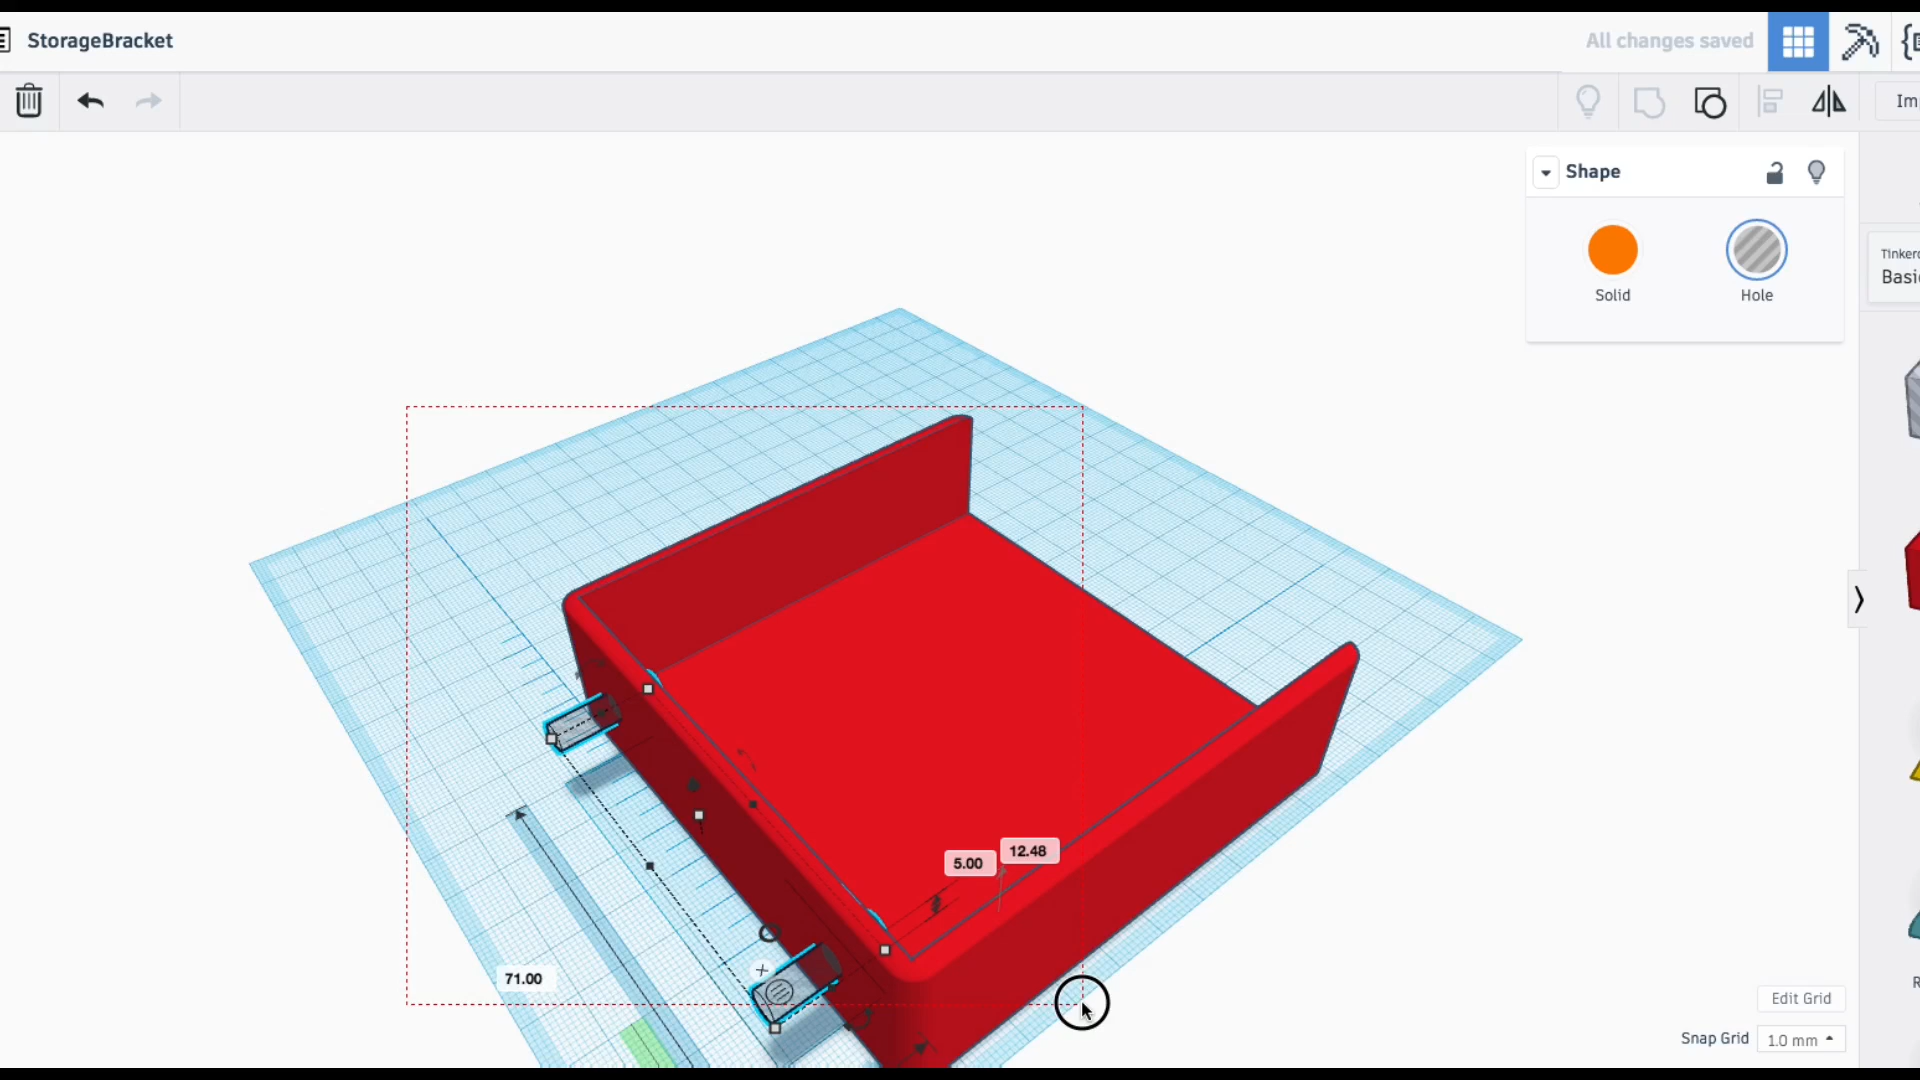 StorageBracket
All changes saved
Im
Shape
Solid
Hole
Tinkerc
Basi
5.00
12.48
71.00
R
Edit Grid
Snap Grid
1.0 mm